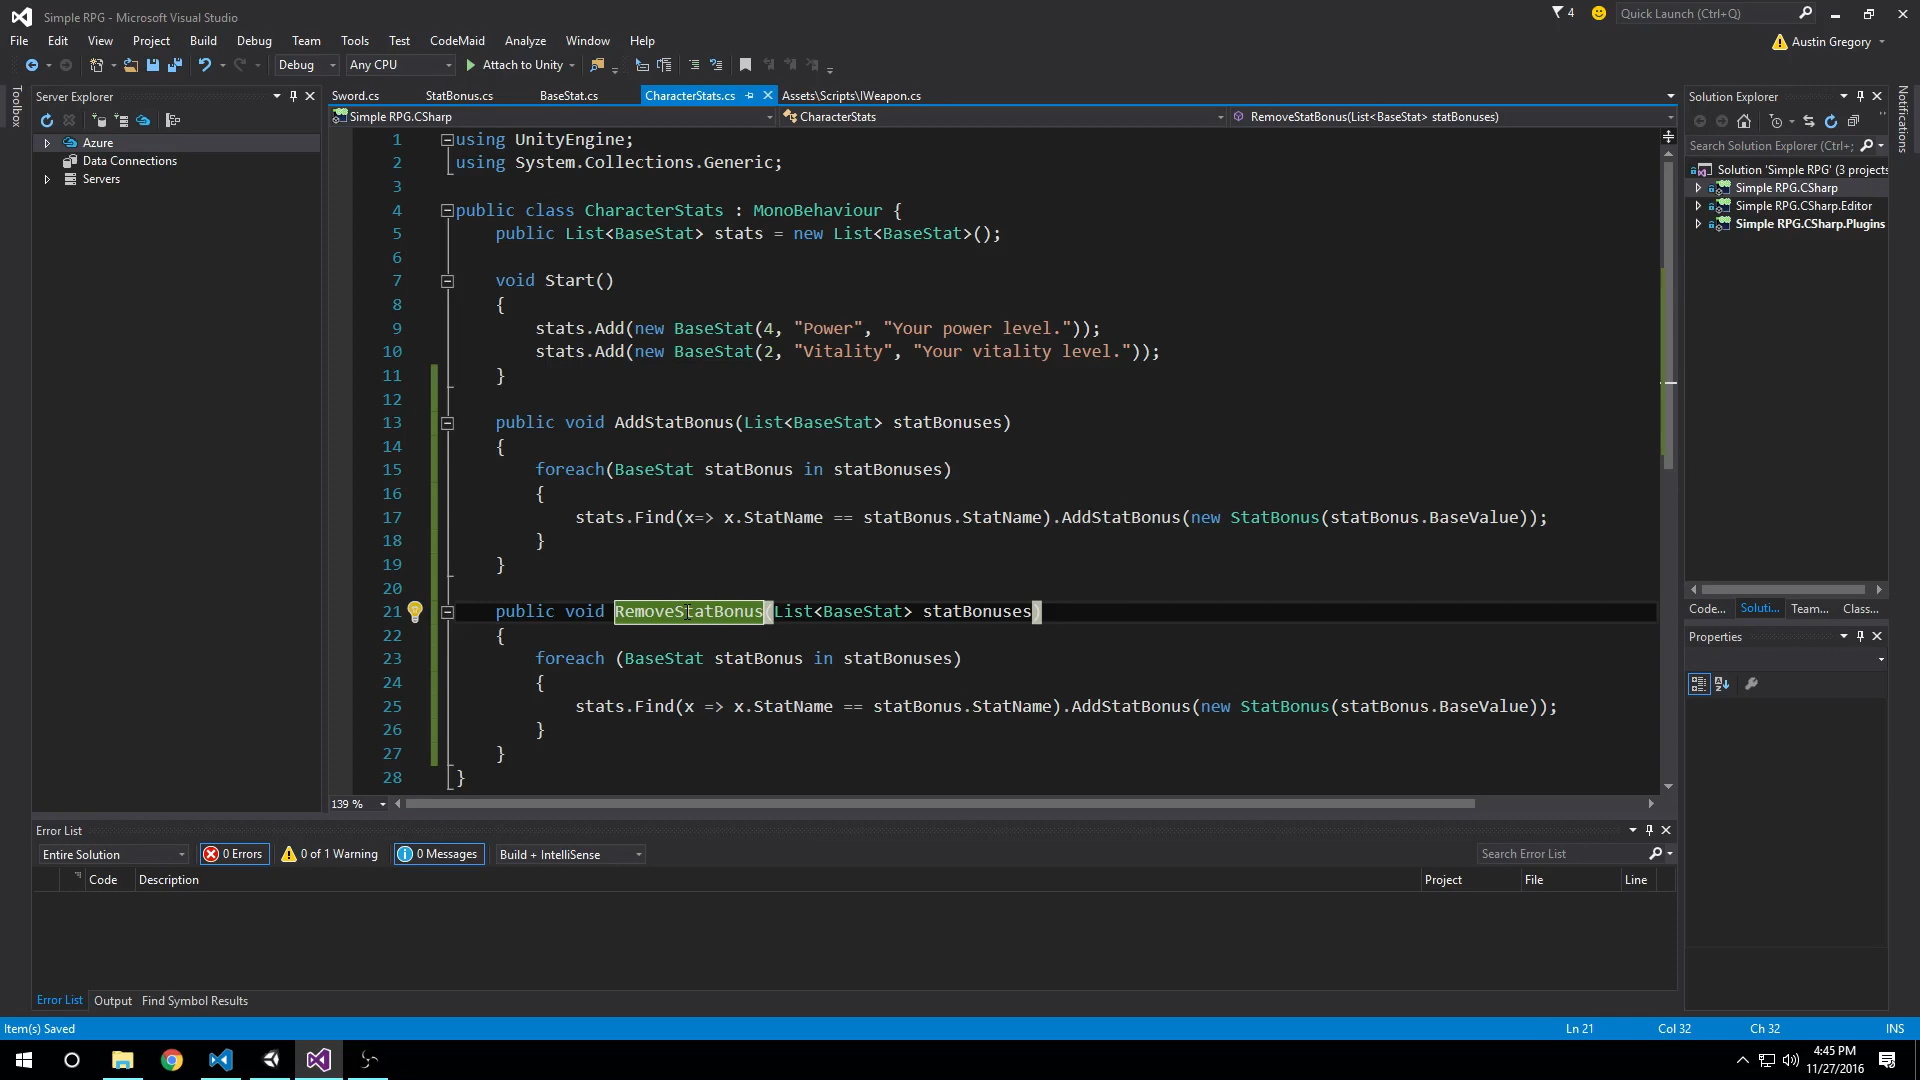 Simple RPG - Microsoft Visual Studio
4
Quick Launch (Ctrl+Q)
File Edit View Project Build Debug Team Tools Test CodeMaid Analyze Window Help
Austin Gregory
Debug Any CPU Attach to Unity
Toolbox
Server Explorer
Azure
Data Connections
Servers
Sword.cs StatBonus.cs BaseStat.cs CharacterStats.cs Assets\Scripts\IWeapon.cs
Simple RPG.CSharp CharacterStats RemoveStatBonus(List<BaseStat> statBonuses)
1 using UnityEngine;
2 using System.Collections.Generic;
3
4 public class CharacterStats : MonoBehaviour {
5 public List<BaseStat> stats = new List<BaseStat>();
6
7 void Start()
8 {
9 stats.Add(new BaseStat(4, "Power", "Your power level."));
10 stats.Add(new BaseStat(2, "Vitality", "Your vitality level."));
11 }
12
13 public void AddStatBonus(List<BaseStat> statBonuses)
14 {
15 foreach(BaseStat statBonus in statBonuses)
16 {
17 stats.Find(x=> x.StatName == statBonus.StatName).AddStatBonus(new StatBonus(statBonus.BaseValue));
18 }
19 }
20
21 public void RemoveStatBonus(List<BaseStat> statBonuses)
22 {
23 foreach (BaseStat statBonus in statBonuses)
24 {
25 stats.Find(x => x.StatName == statBonus.StatName).AddStatBonus(new StatBonus(statBonus.BaseValue));
26 }
27 }
28 }
139 %
Solution Explorer
Search Solution Explorer (Ctrl+;
Solution 'Simple RPG' (3 projects
Simple RPG.CSharp
Simple RPG.CSharp.Editor
Simple RPG.CSharp.Plugins
Code... Soluti... Team... Class...
Properties
Notifications
Error List
Entire Solution 0 Errors 0 of 1 Warning 0 Messages Build + IntelliSense Search Error List
Code Description Project File Line
Error List Output Find Symbol Results
Item(s) Saved Ln 21 Col 32 Ch 32 INS
4:45 PM
11/27/2016